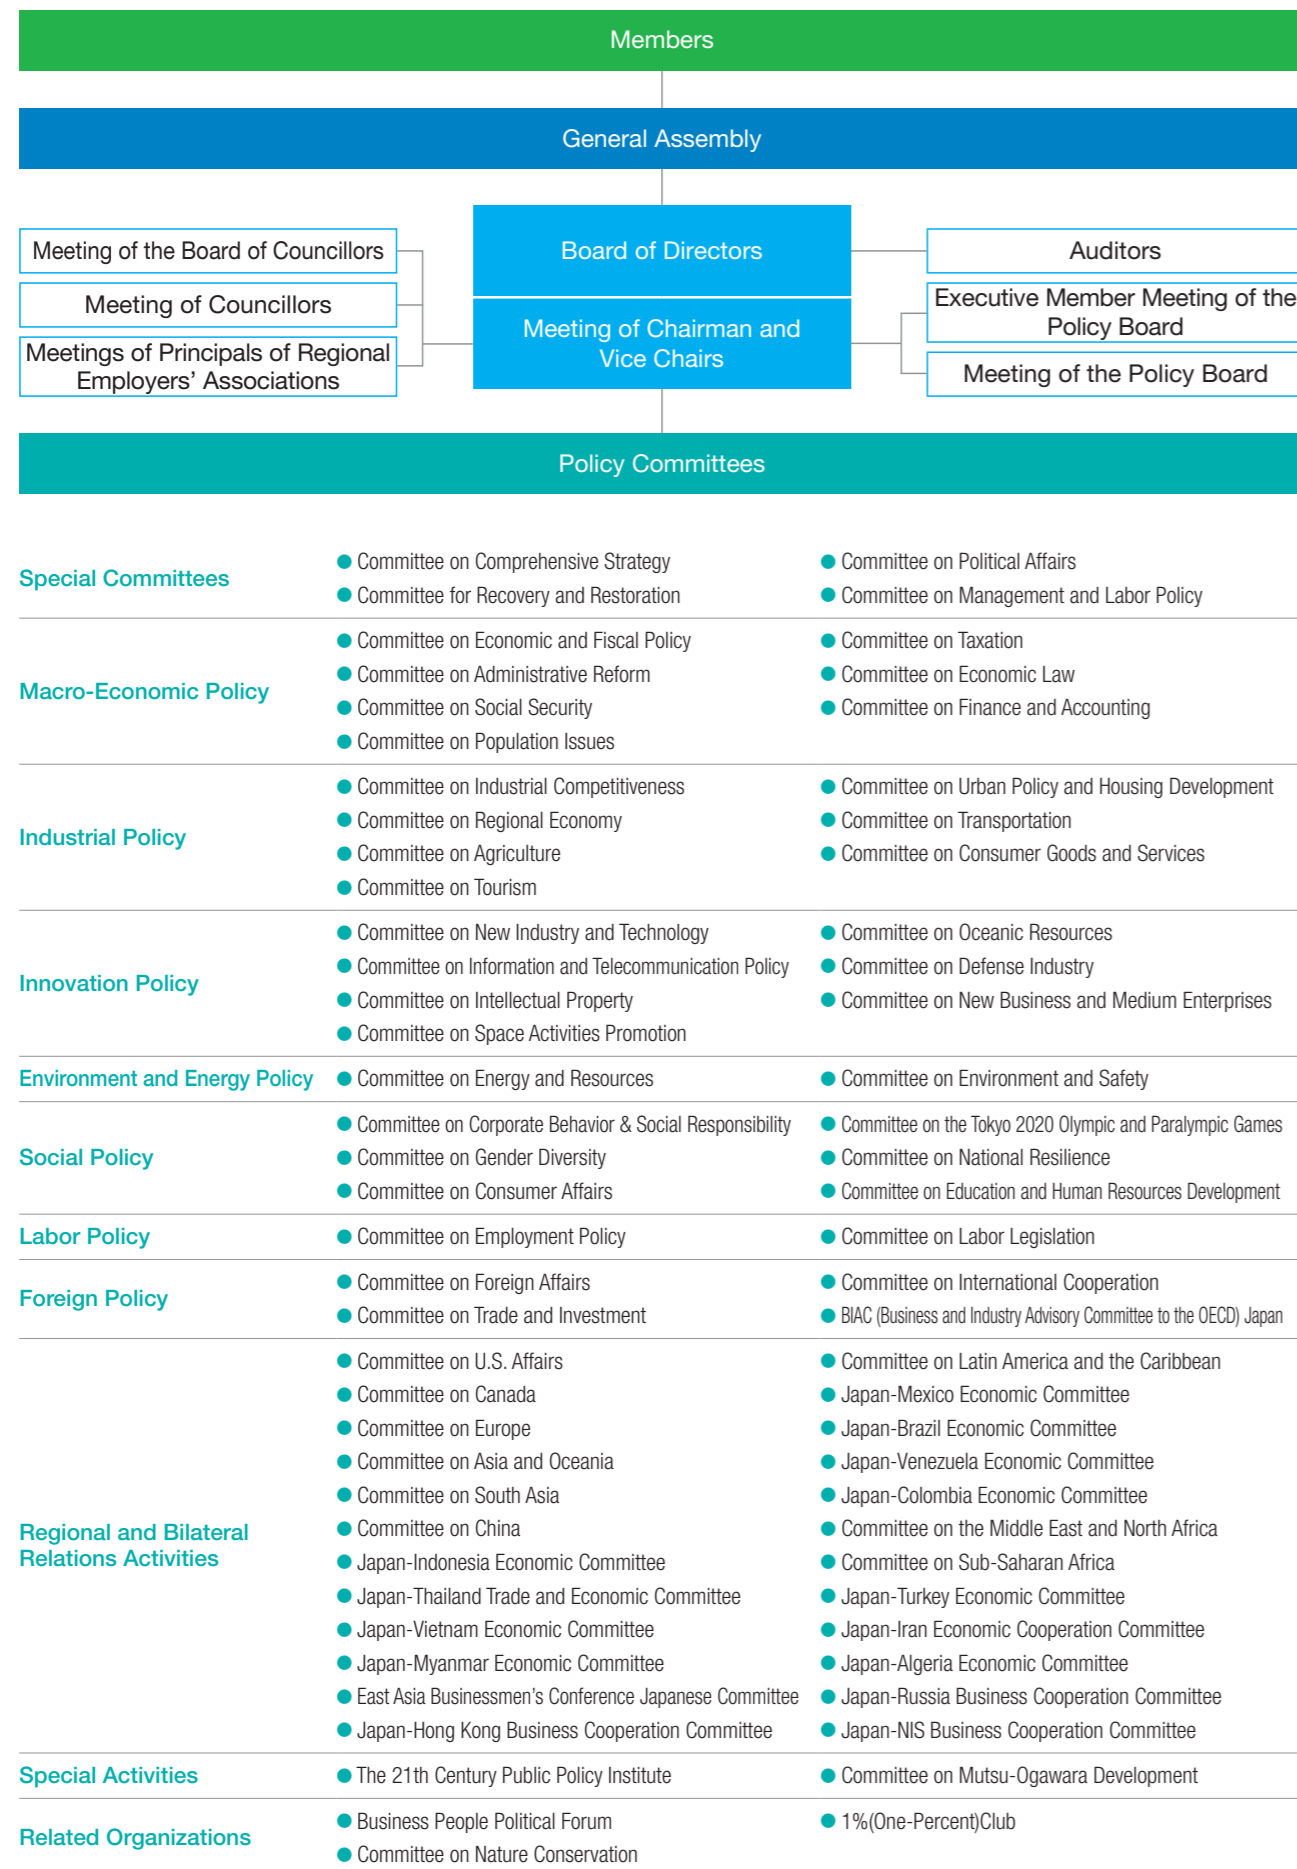 Members
General Assembly
Meeting of the Board of Councillors
Meeting of Councillors
Meetings of Principals of Regional
Employers’ Associations
Board of Directors
Meeting of Chairman and
Vice Chairs
Auditors
Executive Member Meeting of the
Policy Board
Meeting of the Policy Board
Policy Committees
Special Committees
● Committee on Comprehensive Strategy
● Committee for Recovery and Restoration
● Committee on Political Affairs
● Committee on Management and Labor Policy
Macro-Economic Policy
● Committee on Economic and Fiscal Policy
● Committee on Administrative Reform
● Committee on Social Security
● Committee on Population Issues
● Committee on Taxation
● Committee on Economic Law
● Committee on Finance and Accounting
Industrial Policy
● Committee on Industrial Competitiveness
● Committee on Regional Economy
● Committee on Agriculture
● Committee on Tourism
● Committee on Urban Policy and Housing Development
● Committee on Transportation
● Committee on Consumer Goods and Services
Innovation Policy
● Committee on New Industry and Technology
● Committee on Information and Telecommunication Policy
● Committee on Intellectual Property
● Committee on Space Activities Promotion
● Committee on Oceanic Resources
● Committee on Defense Industry
● Committee on New Business and Medium Enterprises
Environment and Energy Policy
● Committee on Energy and Resources
● Committee on Environment and Safety
Social Policy
● Committee on Corporate Behavior & Social Responsibility
● Committee on Gender Diversity
● Committee on Consumer Affairs
● Committee on the Tokyo 2020 Olympic and Paralympic Games
● Committee on National Resilience
● Committee on Education and Human Resources Development
Labor Policy
● Committee on Employment Policy
● Committee on Labor Legislation
Foreign Policy
● Committee on Foreign Affairs
● Committee on Trade and Investment
● Committee on International Cooperation
● BIAC (Business and Industry Advisory Committee to the OECD) Japan
Regional and Bilateral
Relations Activities
● Committee on U.S. Affairs
● Committee on Canada
● Committee on Europe
● Committee on Asia and Oceania
● Committee on South Asia
● Committee on China
● Japan-Indonesia Economic Committee
● Japan-Thailand Trade and Economic Committee
● Japan-Vietnam Economic Committee
● Japan-Myanmar Economic Committee
● East Asia Businessmen’s Conference Japanese Committee
● Japan-Hong Kong Business Cooperation Committee
● Committee on Latin America and the Caribbean
● Japan-Mexico Economic Committee
● Japan-Brazil Economic Committee
● Japan-Venezuela Economic Committee
● Japan-Colombia Economic Committee
● Committee on the Middle East and North Africa
● Committee on Sub-Saharan Africa
● Japan-Turkey Economic Committee
● Japan-Iran Economic Cooperation Committee
● Japan-Algeria Economic Committee
● Japan-Russia Business Cooperation Committee
● Japan-NIS Business Cooperation Committee
Special Activities
● The 21th Century Public Policy Institute
● Committee on Mutsu-Ogawara Development
Related Organizations
● Business People Political Forum
● Committee on Nature Conservation
● 1%(One-Percent)Club